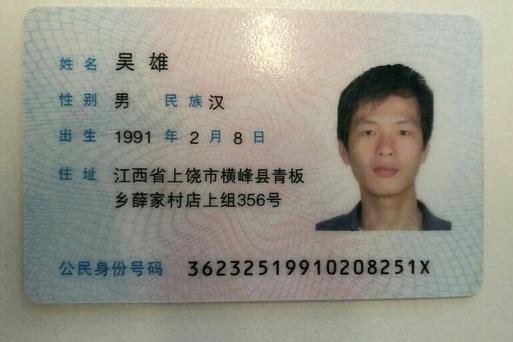 姓名 吴雄
性别 男 民族 汉
出生 1991 年 2 月 8 日
住址 江西省上饶市横峰县青板
乡薛家村店上组356号
公民身份号码 36232519910208251X